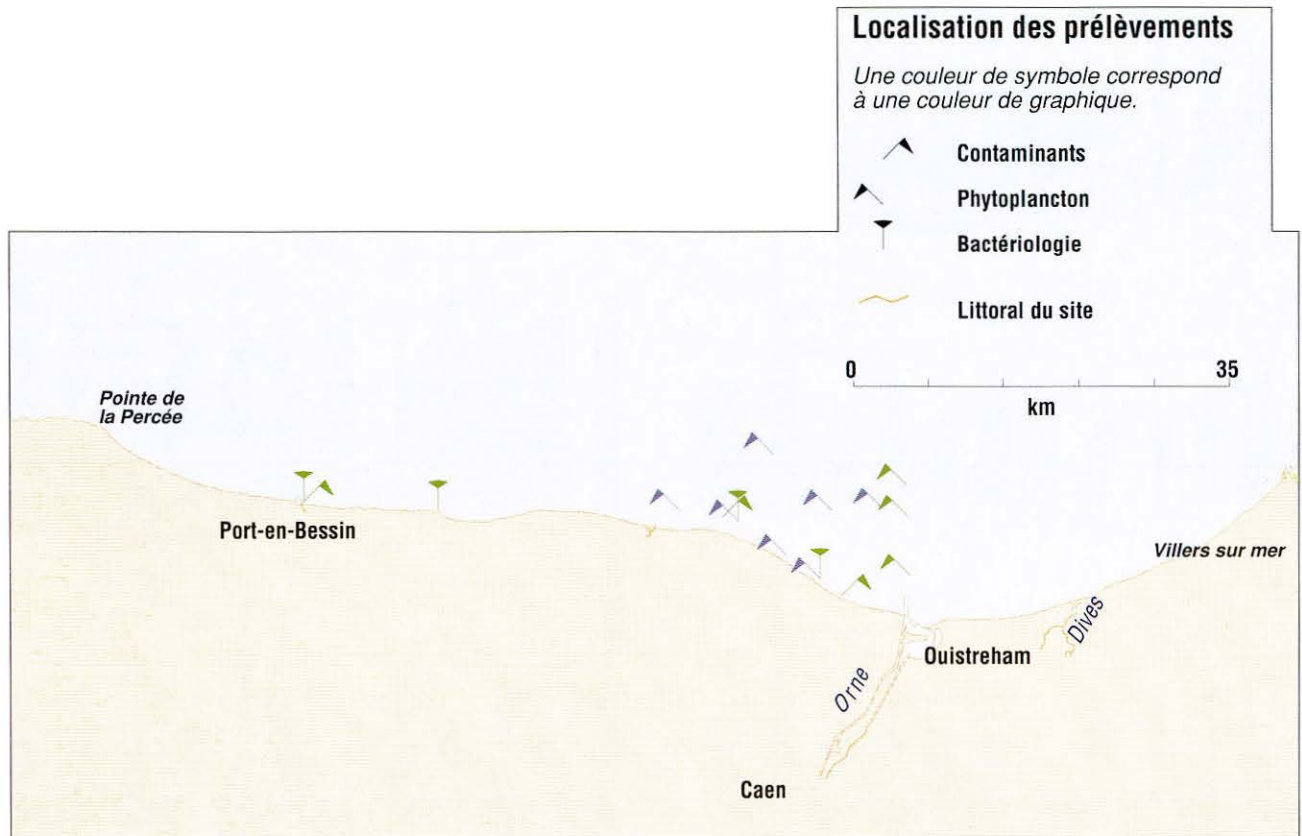 Localisation des prélèvements
Une couleur de symbole correspond
à une couleur de graphique.
Contaminants
Phytoplancton
Bactériologie
Littoral du site
0 35
km
Pointe de
la Percée
Port-en-Bessin
Villers sur mer
Dives
Ouistreham
Orne
Caen